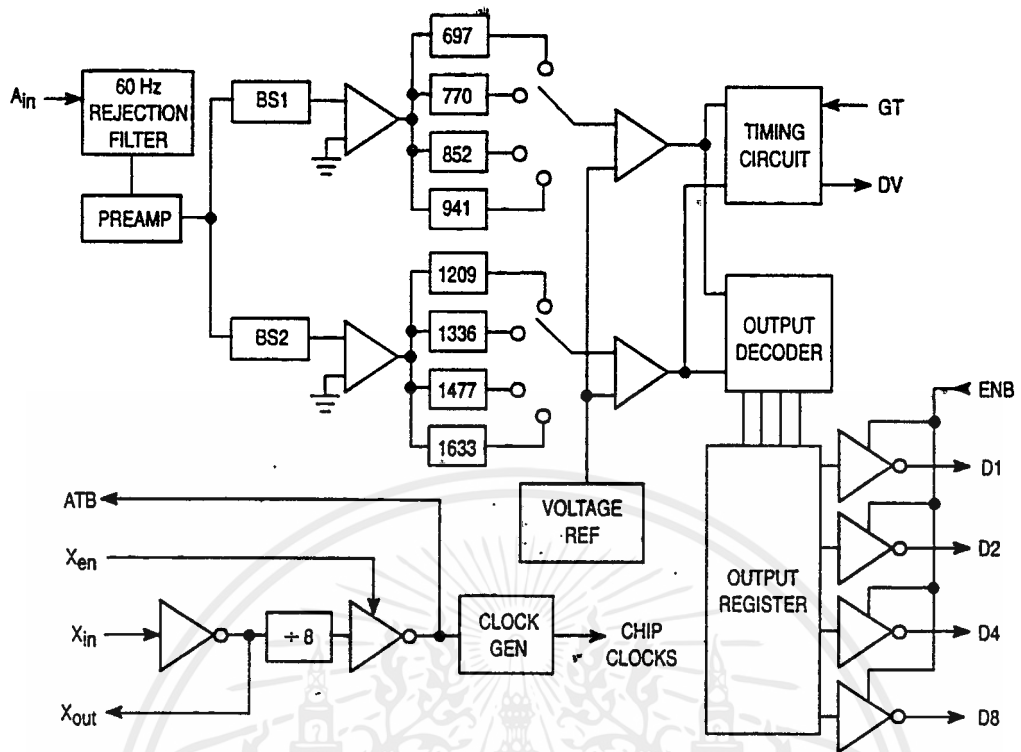 A_in
60 Hz
REJECTION
FILTER
PREAMP
BS1
BS2
697
770
852
941
1209
1336
1477
1633
TIMING
CIRCUIT
GT
DV
OUTPUT
DECODER
ENB
VOLTAGE
REF
OUTPUT
REGISTER
D1
D2
D4
D8
ATB
X_en
X_in
÷ 8
CLOCK
GEN
CHIP
CLOCKS
X_out